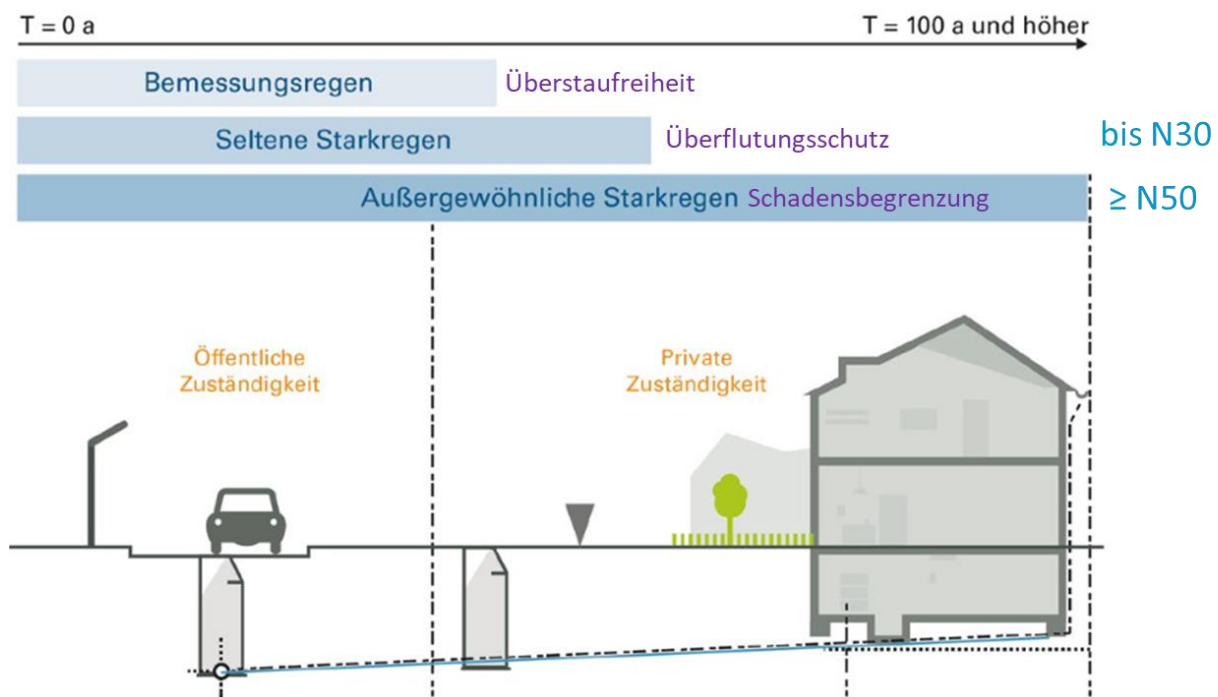 T = 0 a
T = 100 a und höher
Bemessungsregen
Überstaufreiheit
Seltene Starkregen
Überflutungsschutz
bis N30
Außergewöhnliche Starkregen
Schadensbegrenzung
≥ N50
Öffentliche
Zuständigkeit
Private
Zuständigkeit